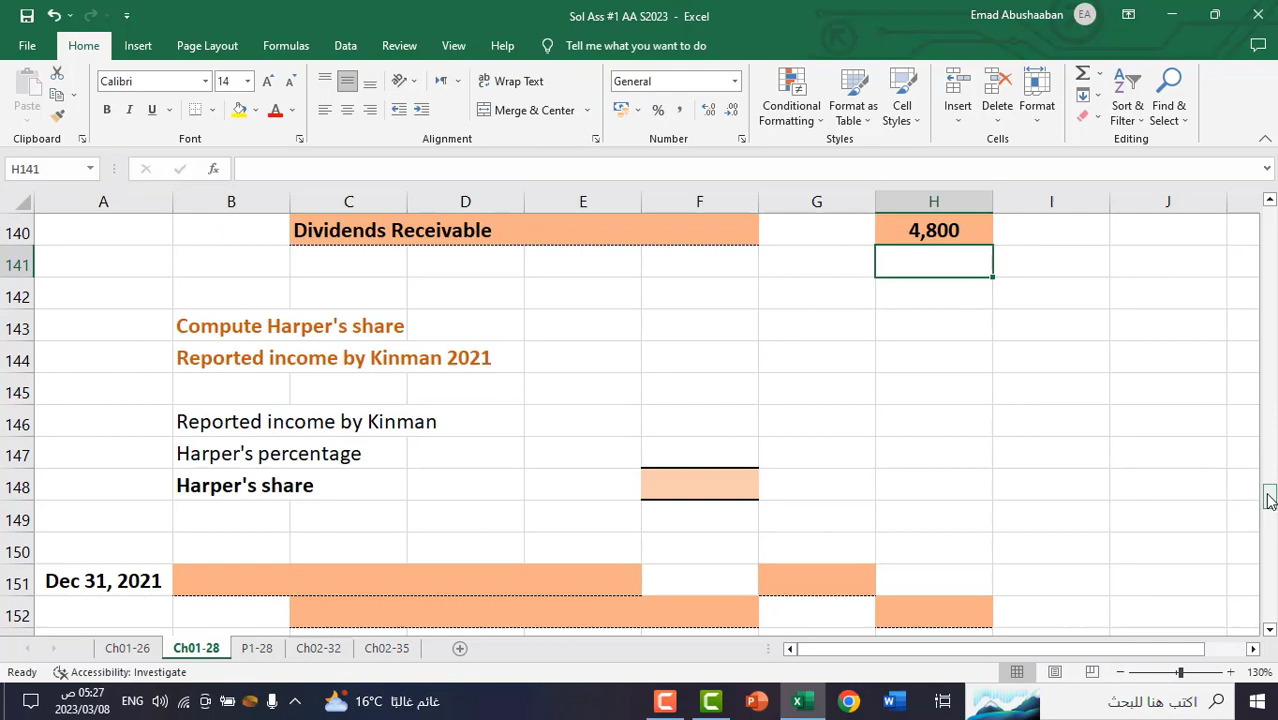 Sol Ass #1 AA S2023 - Excel
Emad Abushaaban EA
File Home Insert Page Layout Formulas Data Review View Help Tell me what you want to do
Paste
Clipboard
Calibri 14
B I U
Font
Wrap Text
Merge & Center
Alignment
General
Number
Conditional Formatting
Format as Table
Cell Styles
Styles
Insert Delete Format
Cells
Sort & Filter
Find & Select
Editing
H141
A B C D E F G H I J
140 Dividends Receivable 4,800
141
142
143 Compute Harper's share
144 Reported income by Kinman 2021
145
146 Reported income by Kinman
147 Harper's percentage
148 Harper's share
149
150
151 Dec 31, 2021
152
Ch01-26 Ch01-28 P1-28 Ch02-32 Ch02-35
Ready Accessibility: Investigate 130%
05:27 ص
2023/03/08
ENG
16°C غائم غالبًا
اكتب هنا للبحث